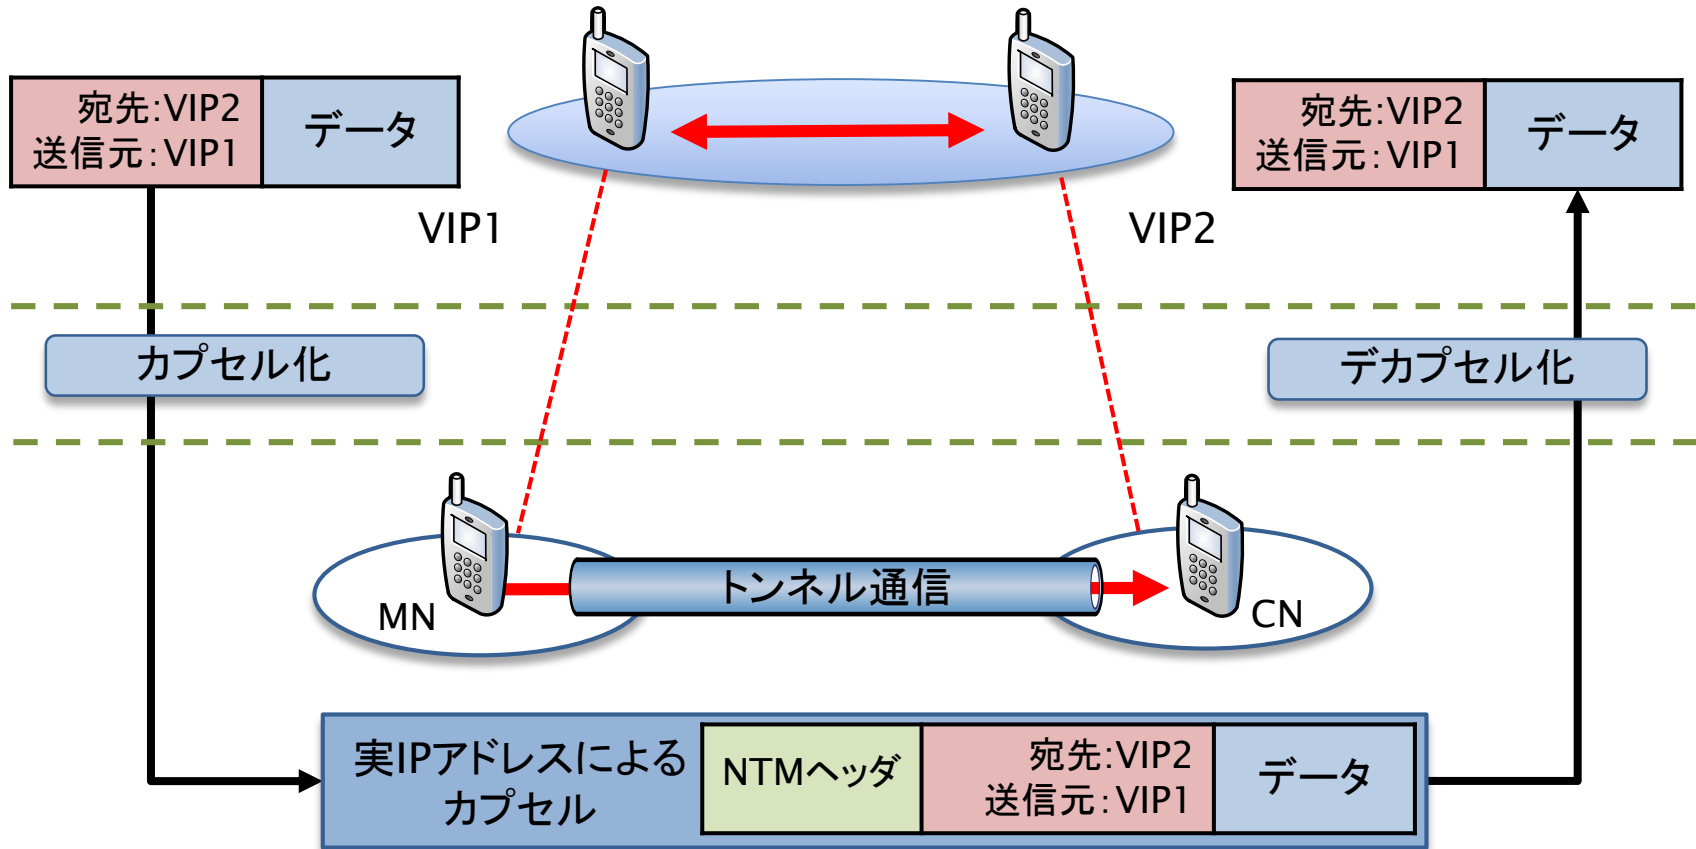 宛先:VIP2
送信元:VIP1
データ
宛先:VIP2
送信元:VIP1
データ
VIP1
VIP2
カプセル化
デカプセル化
トンネル通信
MN
CN
実IPアドレスによる
カプセル
NTMヘッダ
宛先:VIP2
送信元:VIP1
データ